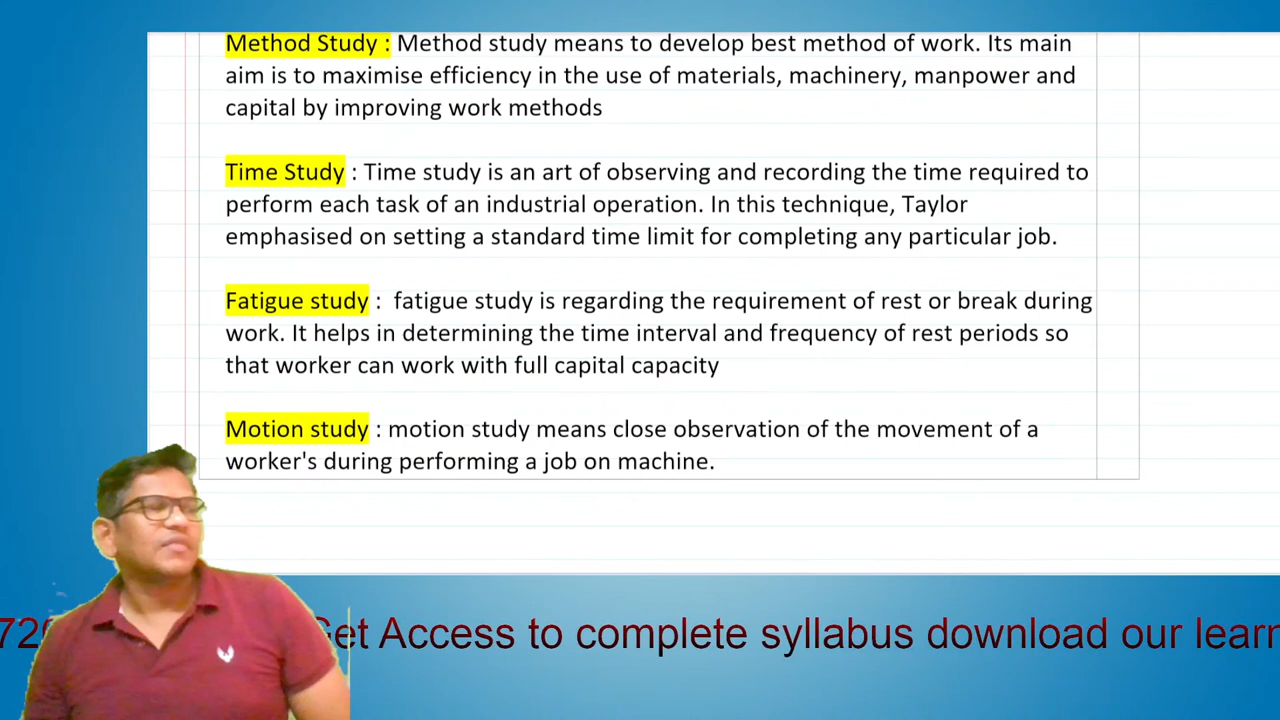 Method Study : Method study means to develop best method of work. Its main
aim is to maximise efficiency in the use of materials, machinery, manpower and
capital by improving work methods
Time Study : Time study is an art of observing and recording the time required to
perform each task of an industrial operation. In this technique, Taylor
emphasised on setting a standard time limit for completing any particular job.
Fatigue study :  fatigue study is regarding the requirement of rest or break during
work. It helps in determining the time interval and frequency of rest periods so
that worker can work with full capital capacity
Motion study : motion study means close observation of the movement of a
worker's during performing a job on machine.
Get Access to complete syllabus download our learn